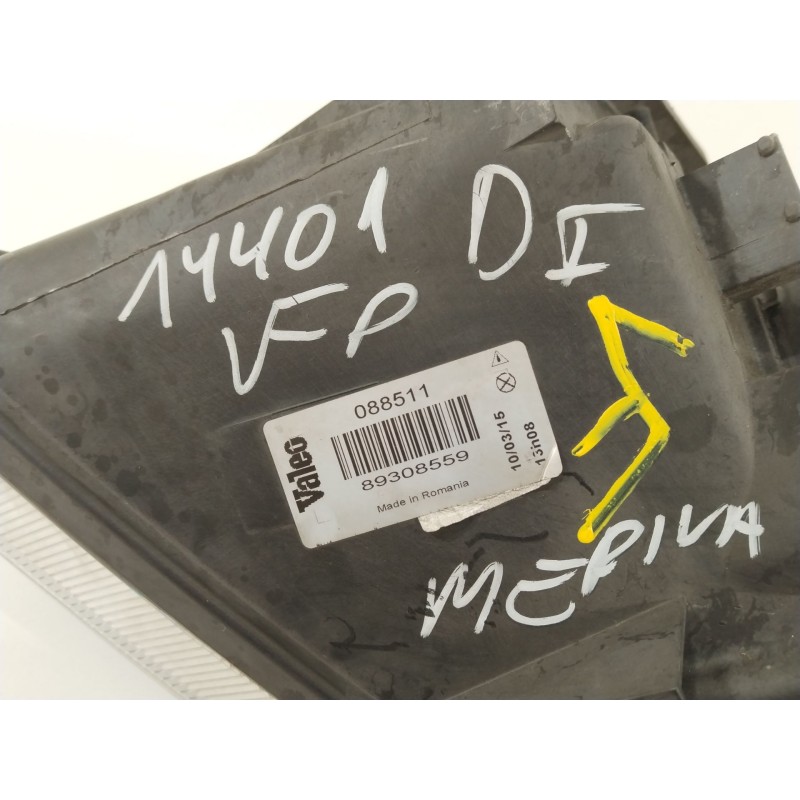 14401 DI
VFP
Valeo
088511
89308559
Made in Romania
10/03/15
13h08
MERIVA